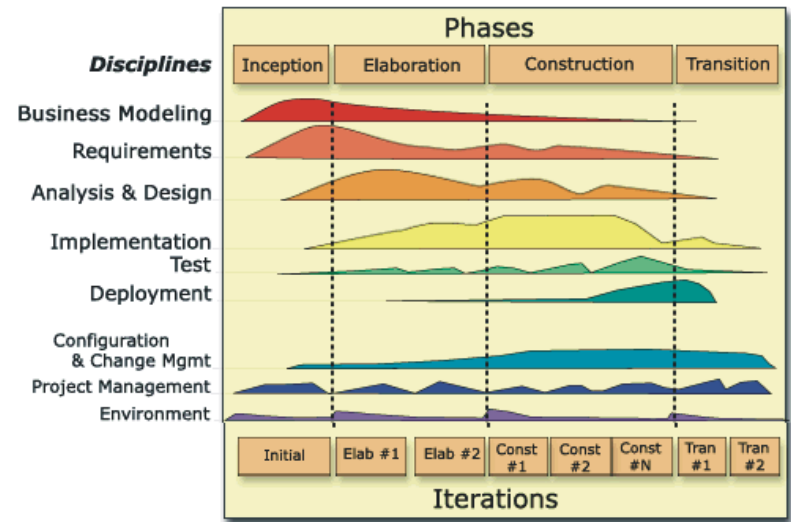 Phases
Disciplines
Inception
Elaboration
Construction
Transition
Business Modeling
Requirements
Analysis & Design
Implementation
Test
Deployment
Configuration
& Change Mgmt
Project Management
Environment
Initial
Elab #1
Elab #2
Const
#1
Const
#2
Const
#N
Tran
#1
Tran
#2
Iterations